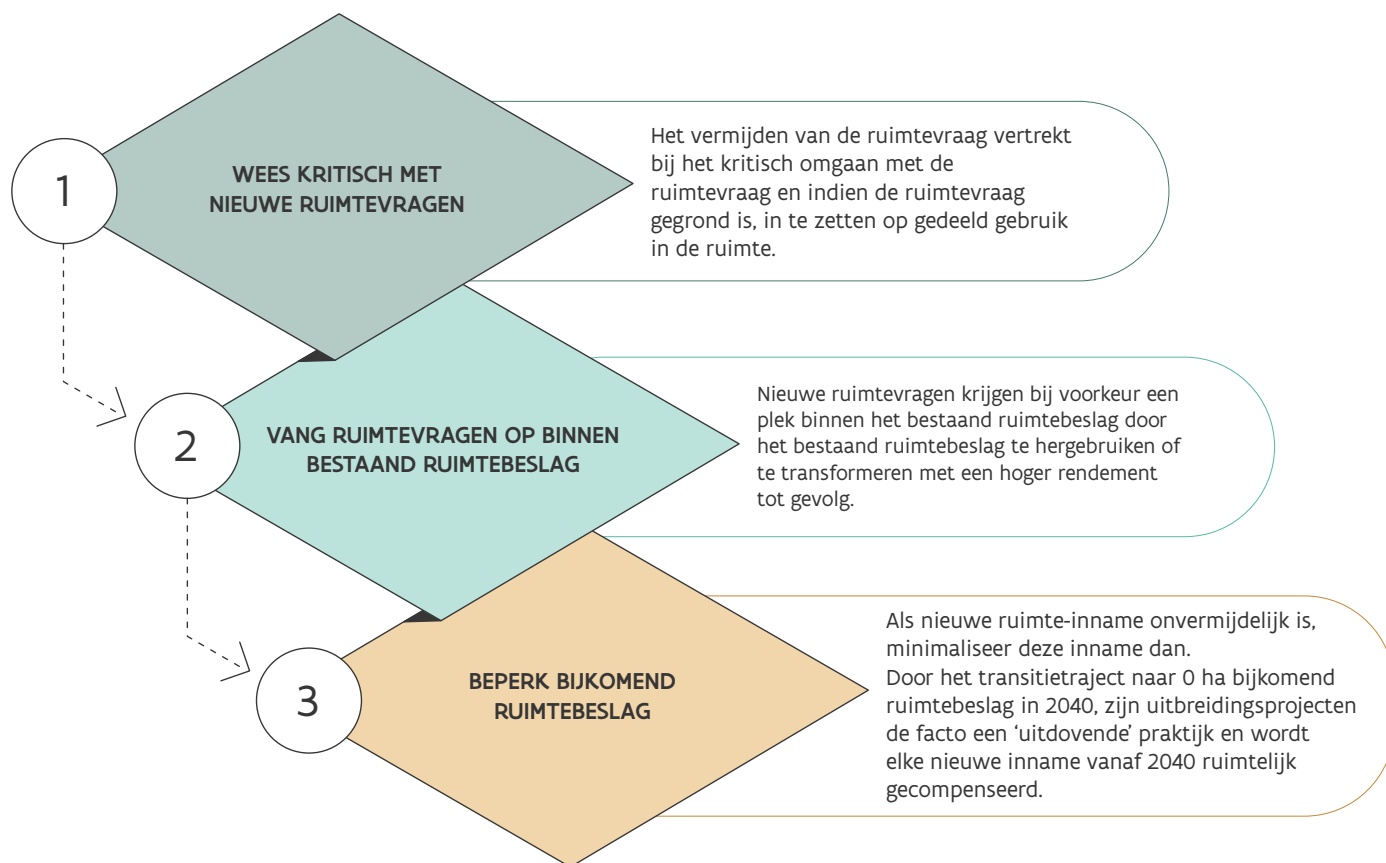 1
WEES KRITISCH MET
NIEUWE RUIMTEVRAGEN
Het vermijden van de ruimtevraag vertrekt
bij het kritisch omgaan met de
ruimtevraag en indien de ruimtevraag
gegrond is, in te zetten op gedeeld gebruik
in de ruimte.
2
VANG RUIMTEVRAGEN OP BINNEN
BESTAAND RUIMTEBESLAG
Nieuwe ruimtevragen krijgen bij voorkeur een
plek binnen het bestaand ruimtebeslag door
het bestaand ruimtebeslag te hergebruiken of
te transformeren met een hoger rendement
tot gevolg.
3
BEPERK BIJKOMEND
RUIMTEBESLAG
Als nieuwe ruimte-inname onvermijdelijk is,
minimaliseer deze inname dan.
Door het transitietraject naar 0 ha bijkomend
ruimtebeslag in 2040, zijn uitbreidingsprojecten
de facto een ‘uitdovende’ praktijk en wordt
elke nieuwe inname vanaf 2040 ruimtelijk
gecompenseerd.